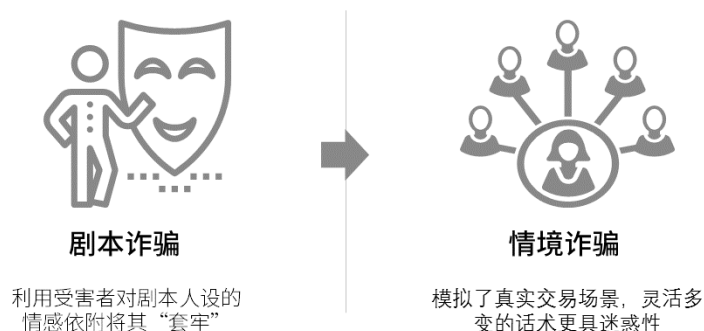 剧本诈骗
利用受害者对剧本人设的
情感依附将其“套牢”
情境诈骗
模拟了真实交易场景，灵活多
变的话术更具迷惑性